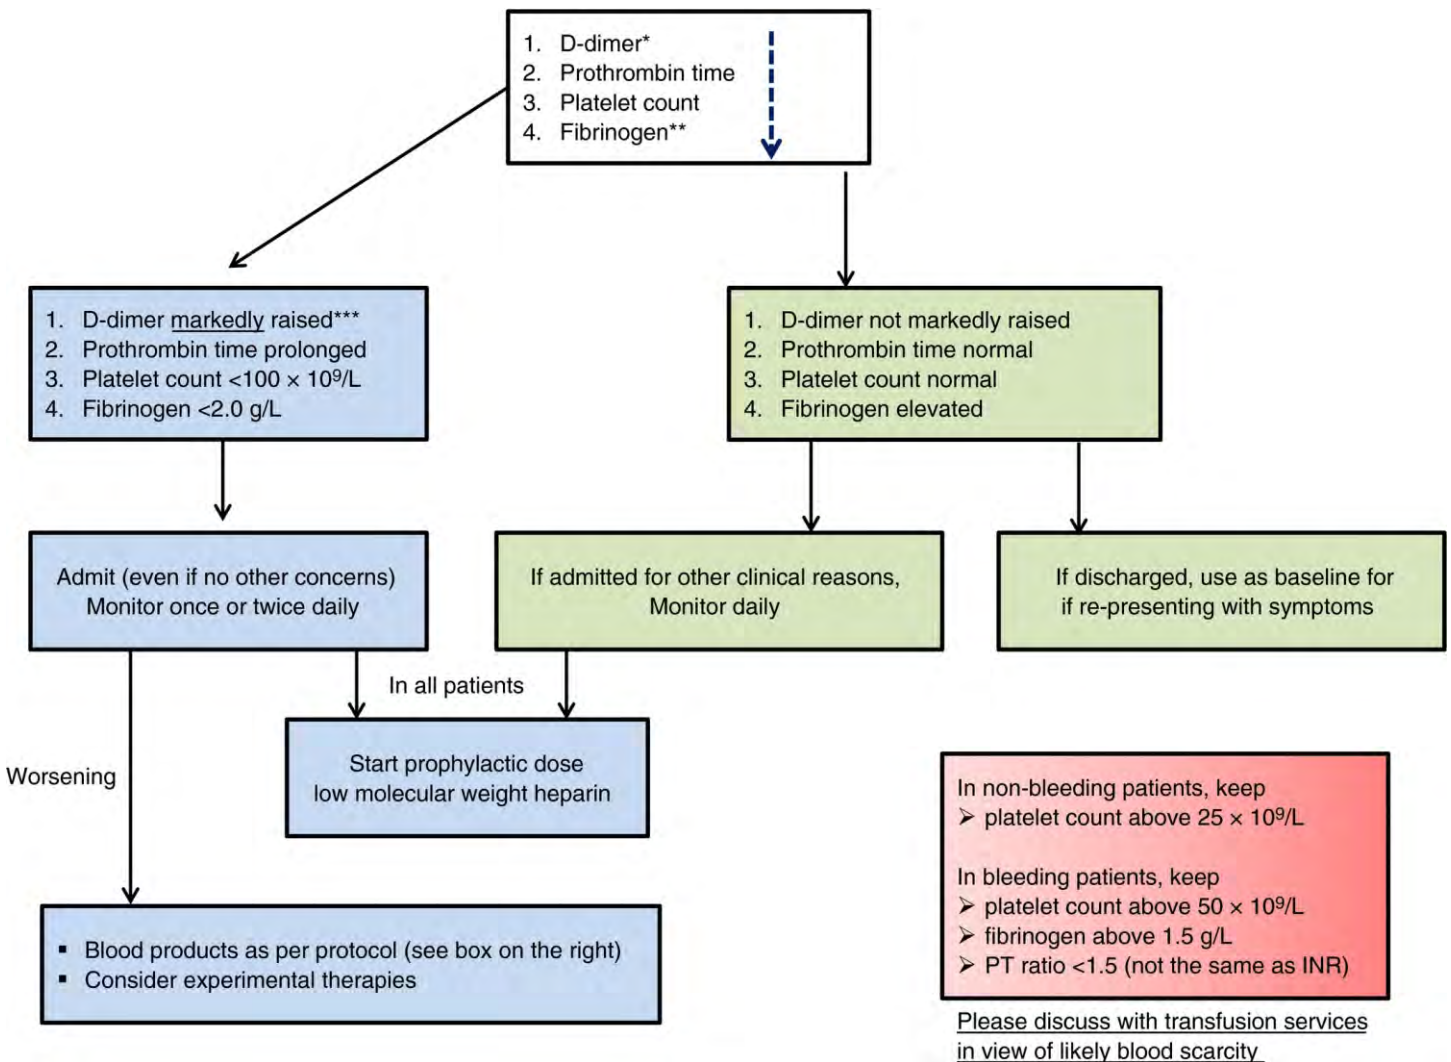 1. D-dimer*
2. Prothrombin time
3. Platelet count
4. Fibrinogen**
1. D-dimer markedly raised***
2. Prothrombin time prolonged
3. Platelet count <100 × 10⁹/L
4. Fibrinogen <2.0 g/L
1. D-dimer not markedly raised
2. Prothrombin time normal
3. Platelet count normal
4. Fibrinogen elevated
Admit (even if no other concerns)
Monitor once or twice daily
If admitted for other clinical reasons,
Monitor daily
If discharged, use as baseline for
if re-presenting with symptoms
In all patients
Start prophylactic dose
low molecular weight heparin
Worsening
▪ Blood products as per protocol (see box on the right)
▪ Consider experimental therapies
In non-bleeding patients, keep
➢ platelet count above 25 × 10⁹/L
In bleeding patients, keep
➢ platelet count above 50 × 10⁹/L
➢ fibrinogen above 1.5 g/L
➢ PT ratio <1.5 (not the same as INR)
Please discuss with transfusion services
in view of likely blood scarcity